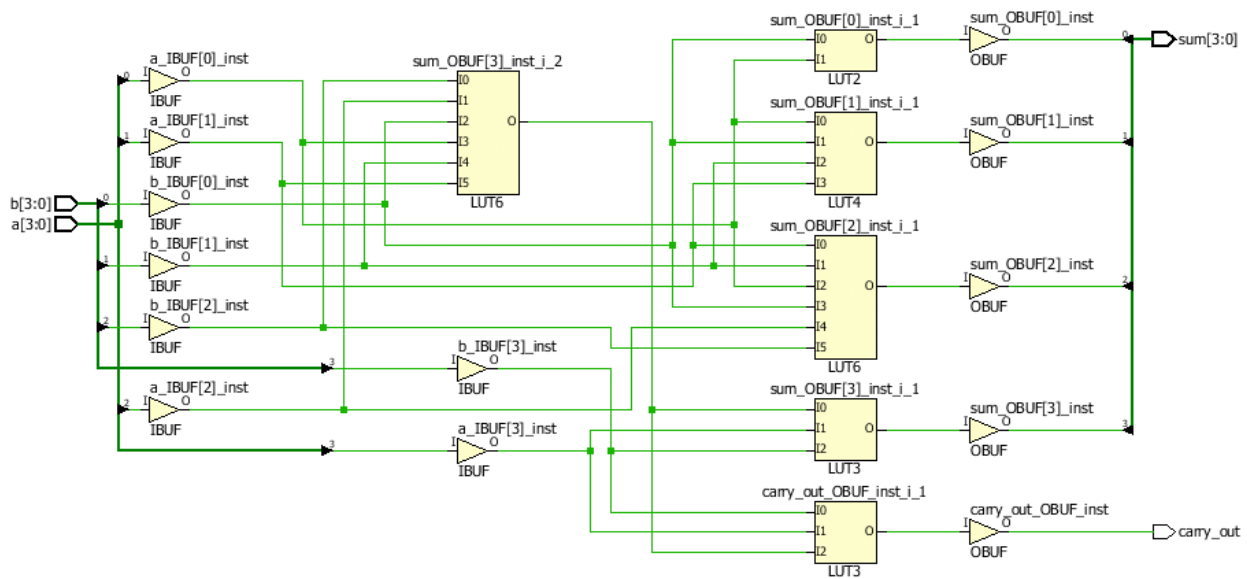 b[3:0]
a[3:0]
0
1
0
1
2
2
3
3
a_IBUF[0]_inst
I
O
IBUF
a_IBUF[1]_inst
I
O
IBUF
b_IBUF[0]_inst
I
O
IBUF
b_IBUF[1]_inst
I
O
IBUF
b_IBUF[2]_inst
I
O
IBUF
a_IBUF[2]_inst
I
O
IBUF
b_IBUF[3]_inst
I
O
IBUF
a_IBUF[3]_inst
I
O
IBUF
sum_OBUF[3]_inst_i_2
I0
I1
I2
I3
I4
I5
O
LUT6
sum_OBUF[0]_inst_i_1
I0
I1
O
LUT2
sum_OBUF[1]_inst_i_1
I0
I1
I2
I3
O
LUT4
sum_OBUF[2]_inst_i_1
I0
I1
I2
I3
I4
I5
O
LUT6
sum_OBUF[3]_inst_i_1
I0
I1
I2
O
LUT3
carry_out_OBUF_inst_i_1
I0
I1
I2
O
LUT3
sum_OBUF[0]_inst
I
O
OBUF
sum_OBUF[1]_inst
I
O
OBUF
sum_OBUF[2]_inst
I
O
OBUF
sum_OBUF[3]_inst
I
O
OBUF
carry_out_OBUF_inst
I
O
OBUF
0
1
2
3
sum[3:0]
carry_out